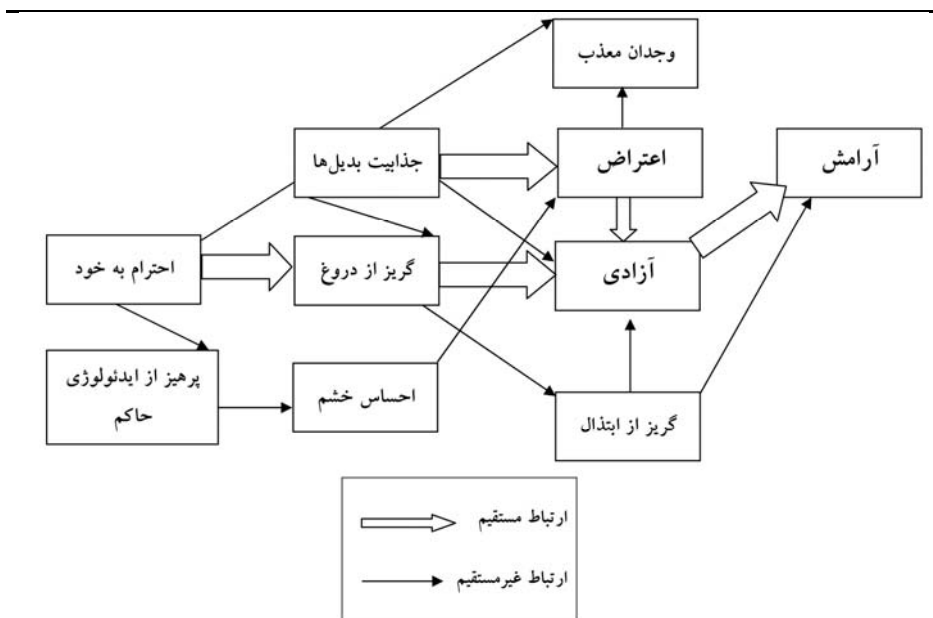 وجدان معذب
جذابیت بدیل‌ها
اعتراض
آرامش
احترام به خود
گریز از دروغ
آزادی
پرهیز از ایدئولوژی
حاکم
احساس خشم
گریز از ابتذال
ارتباط مستقیم
ارتباط غیرمستقیم